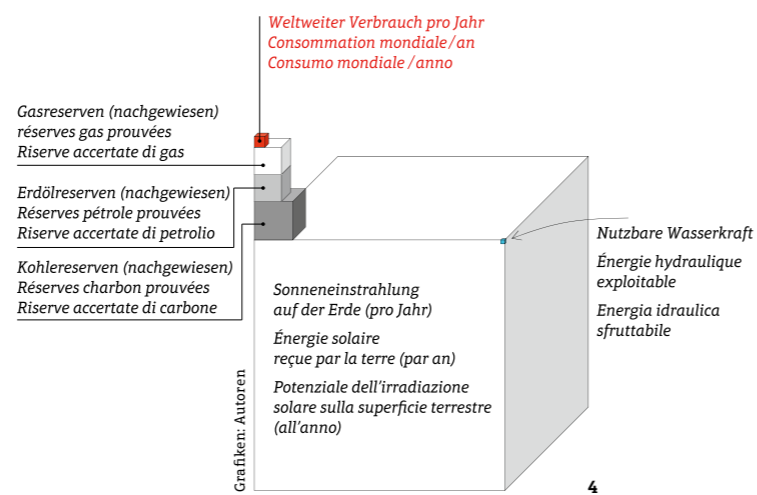 Weltweiter Verbrauch pro Jahr
Consommation mondiale/an
Consumo mondiale/anno
Gasreserven (nachgewiesen)
réserves gas prouvées
Riserve accertate di gas
Erdölreserven (nachgewiesen)
Réserves pétrole prouvées
Riserve accertate di petrolio
Kohlereserven (nachgewiesen)
Réserves charbon prouvées
Riserve accertate di carbone
Sonneneinstrahlung
auf der Erde (pro Jahr)
Énergie solaire
reçue par la terre (par an)
Potenziale dell'irradiazione
solare sulla superficie terrestre
(all'anno)
Nutzbare Wasserkraft
Énergie hydraulique
exploitable
Energia idraulica
sfruttabile
Grafiken: Autoren
4